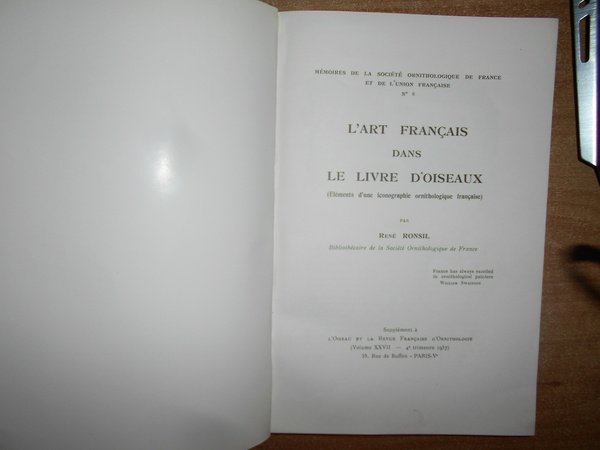 MÉMOIRES DE LA SOCIÉTÉ ORNITHOLOGIQUE DE FRANCE
ET DE L'UNION FRANÇAISE
N° 6
L'ART FRANÇAIS
DANS
LE LIVRE D'OISEAUX
(Eléments d'une iconographie ornithologique française)
PAR
RENÉ RONSIL
Bibliothécaire de la Société Ornithologique de France
France has always excelled
in ornithological painters
WILLIAM SWAINSON
Supplément à
L'OISEAU ET LA REVUE FRANÇAISE D'ORNITHOLOGIE
(Volume XXVII — 4e trimestre 1957)
55, Rue de Buffon - PARIS-Ve